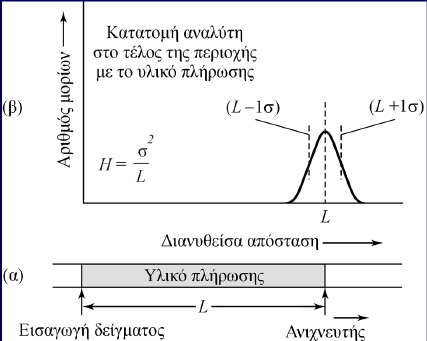 Κατατομή αναλύτη
στο τέλος της περιοχής
με το υλικό πλήρωσης
Αριθμός μορίων
(β)
(L – 1σ)
(L + 1σ)
H = σ² / L
L
Διανυθείσα απόσταση
(α)
Υλικό πλήρωσης
L
Εισαγωγή δείγματος
Ανιχνευτής